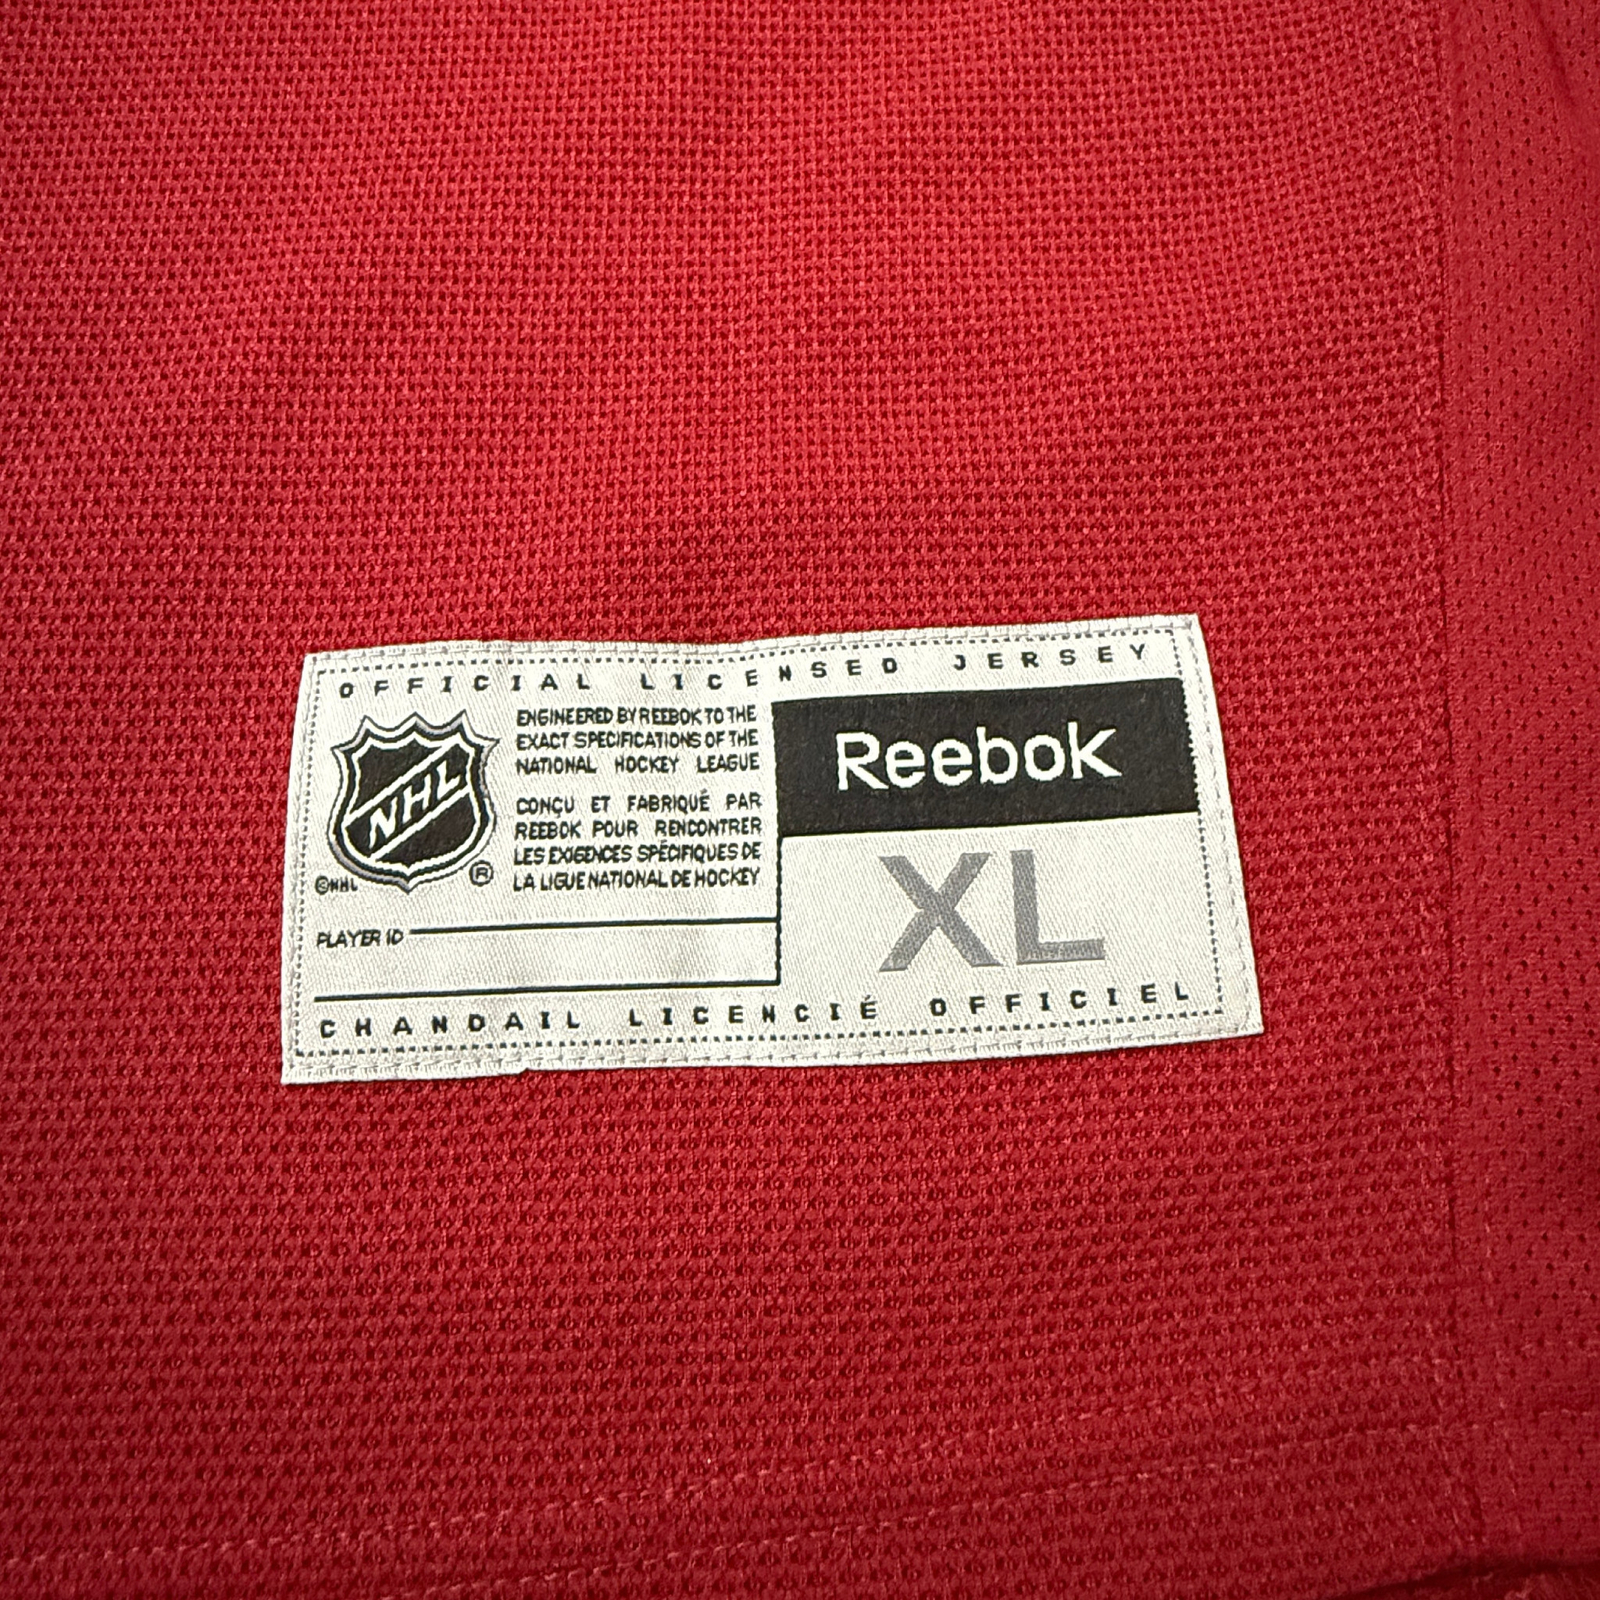 OFFICIAL LICENSED JERSEY
NHL
®
©NHL
ENGINEERED BY REEBOK TO THE
EXACT SPECIFICATIONS OF THE
NATIONAL HOCKEY LEAGUE
CONÇU ET FABRIQUÉ PAR
REEBOK POUR RENCONTRER
LES EXIGENCES SPÉCIFIQUES DE
LA LIGUE NATIONAL DE HOCKEY
Reebok
XL
PLAYER ID
CHANDAIL LICENCIÉ OFFICIEL